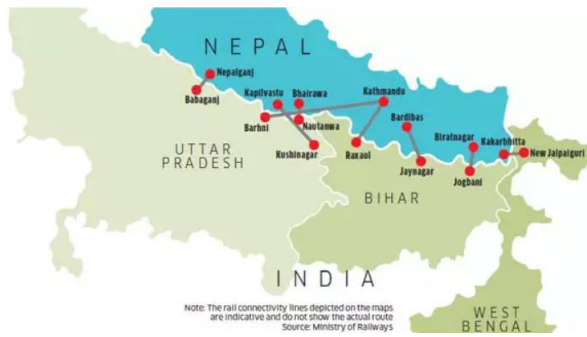 NEPAL
Nepalganj
Babaganj
Kapilvastu
Bhairawa
Kathmandu
Barhni
Nautanwa
Bardibas
Biratnagar
Kakarbhitta
New Jalpaiguri
Kushinagar
Raxaul
Jaynagar
Jogbani
UTTAR
PRADESH
BIHAR
INDIA
Note: The rail connectivity lines depicted on the maps
are indicative and do not show the actual route
Source: Ministry of Railways
WEST
BENGAL